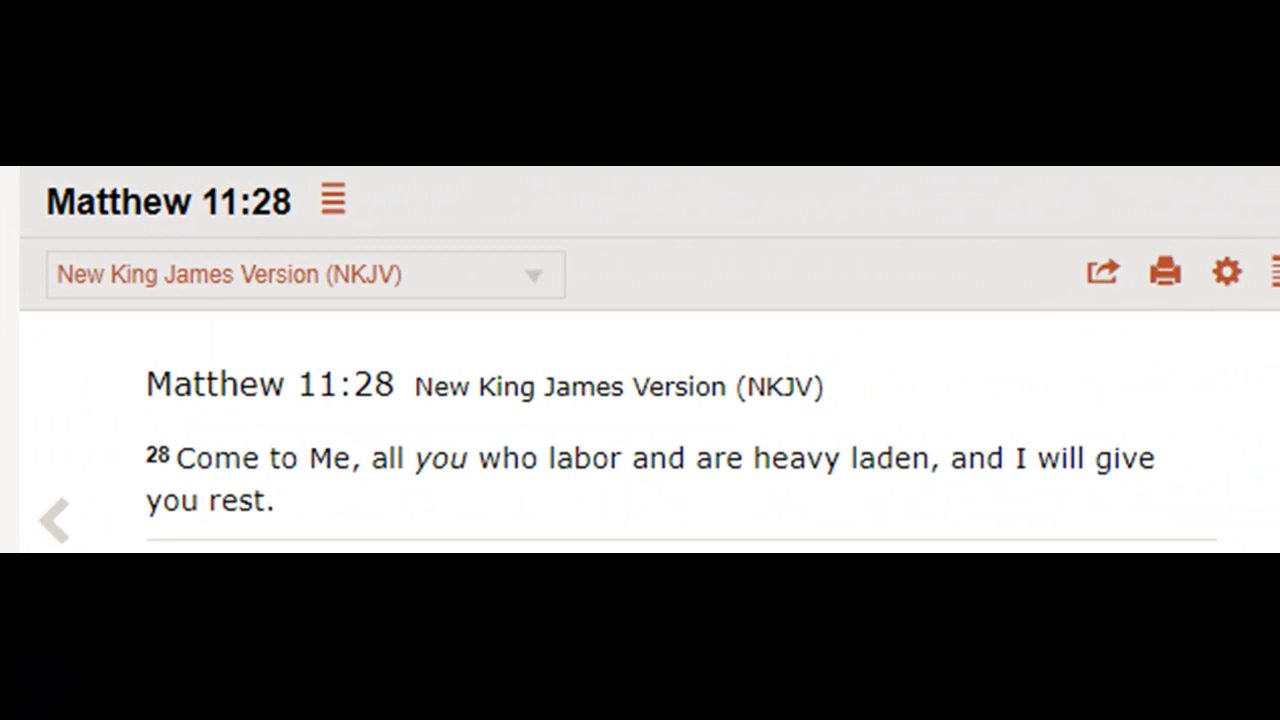 Matthew 11:28
New King James Version (NKJV)
Matthew 11:28 New King James Version (NKJV)
28 Come to Me, all you who labor and are heavy laden, and I will give
you rest.